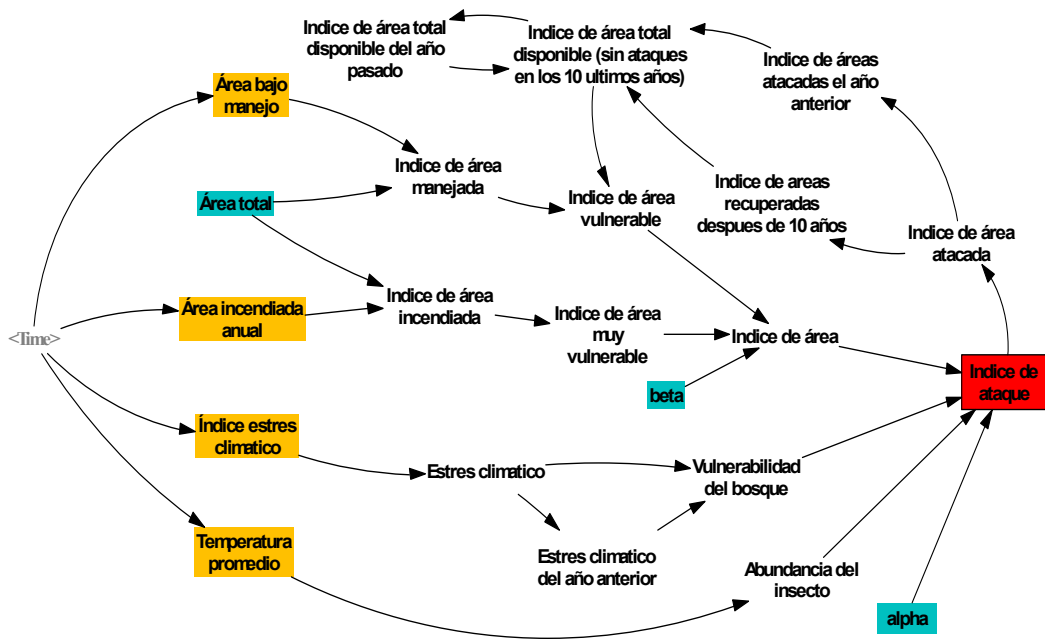 Indice de área total
disponible del año
pasado
Indice de área total
disponible (sin ataques
en los 10 ultimos años)
Indice de áreas
atacadas el año
anterior
Área bajo
manejo
Indice de área
manejada
Área total
Indice de área
vulnerable
Indice de areas
recuperadas
despues de 10 años
Indice de área
atacada
Área incendiada
anual
Indice de área
incendiada
Indice de área
muy
vulnerable
Indice de área
<Time>
beta
Indice de
ataque
Índice estres
climatico
Estres climatico
Vulnerabilidad
del bosque
Temperatura
promedio
Estres climatico
del año anterior
Abundancia del
insecto
alpha